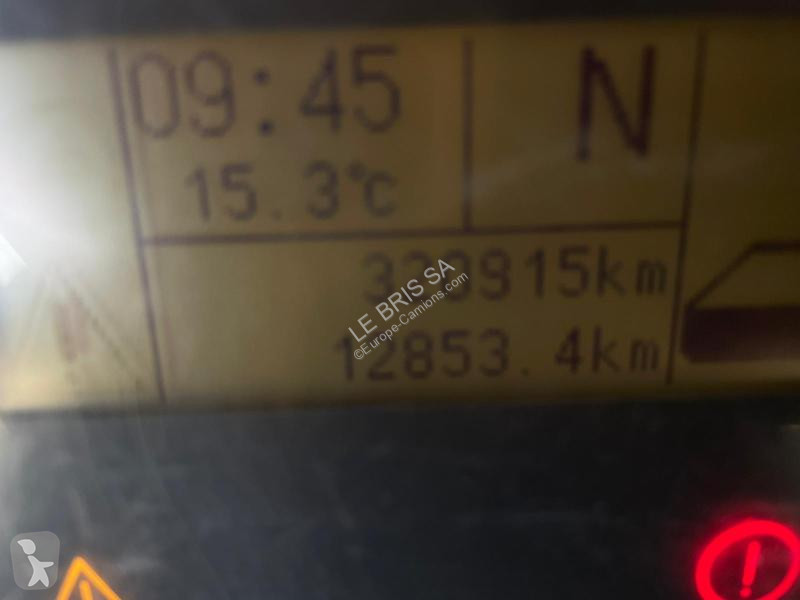 09:45
N
15.3°c
12853.4km
LE BRIS SA
©Europe-Camions.com